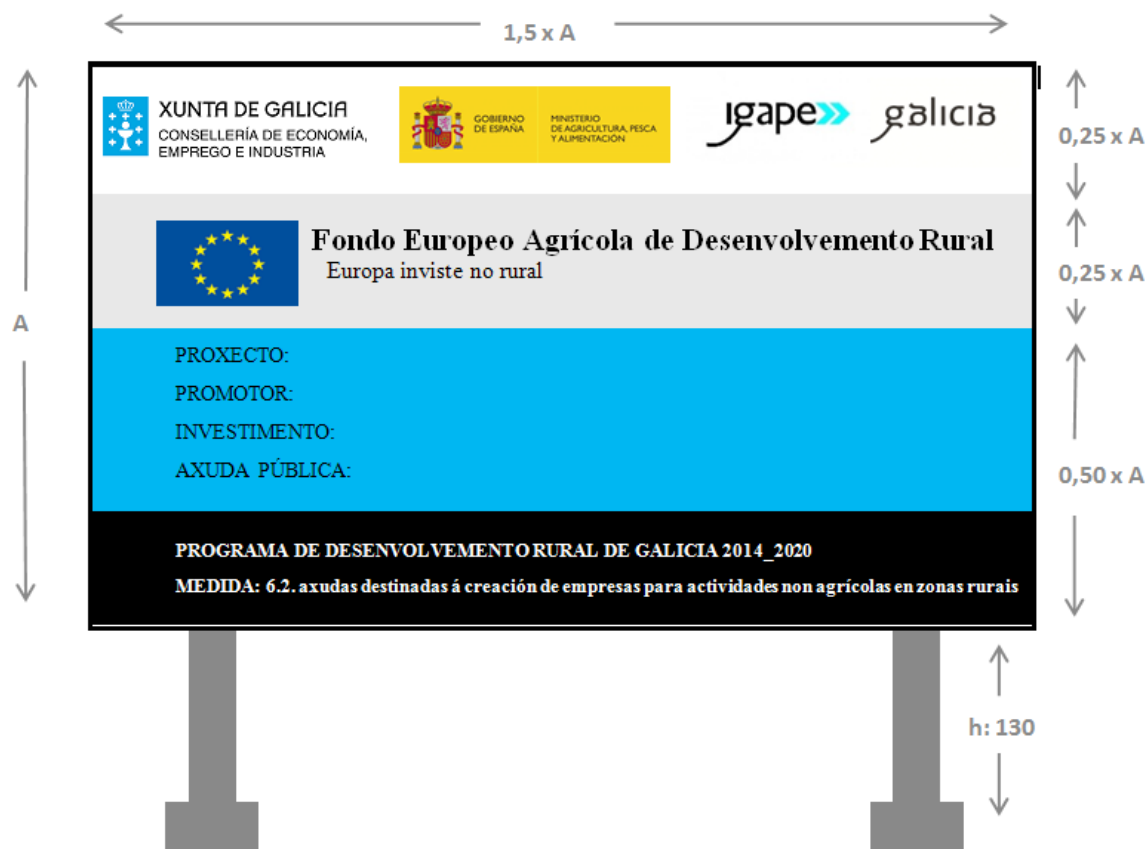 1,5 x A
XUNTA DE GALICIA
CONSELLERÍA DE ECONOMÍA,
EMPREGO E INDUSTRIA
GOBIERNO
DE ESPAÑA
MINISTERIO
DE AGRICULTURA, PESCA
Y ALIMENTACIÓN
igape
galicia
0,25 x A
Fondo Europeo Agrícola de Desenvolvemento Rural
Europa inviste no rural
0,25 x A
A
PROXECTO:
PROMOTOR:
INVESTIMENTO:
AXUDA PÚBLICA:
0,50 x A
PROGRAMA DE DESENVOLVEMENTO RURAL DE GALICIA 2014_2020
MEDIDA: 6.2. axudas destinadas á creación de empresas para actividades non agrícolas en zonas rurais
h: 130